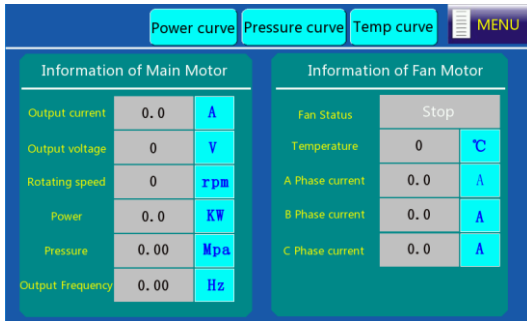 Power curve Pressure curve Temp curve MENU
Information of Main Motor
Output current 0.0 A
Output voltage 0 V
Rotating speed 0 rpm
Power 0.0 KW
Pressure 0.00 Mpa
Output Frequency 0.00 Hz
Information of Fan Motor
Fan Status Stop
Temperature 0 ℃
A Phase current 0.0 A
B Phase current 0.0 A
C Phase current 0.0 A